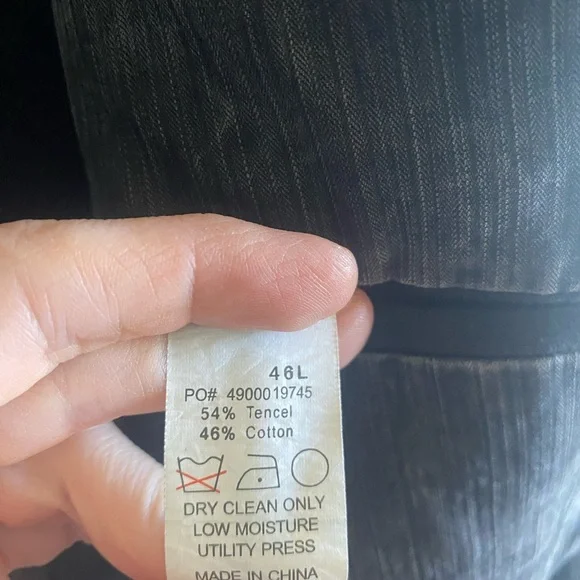 46L
PO# 4900019745
54% Tencel
46% Cotton
DRY CLEAN ONLY
LOW MOISTURE
UTILITY PRESS
MADE IN CHINA